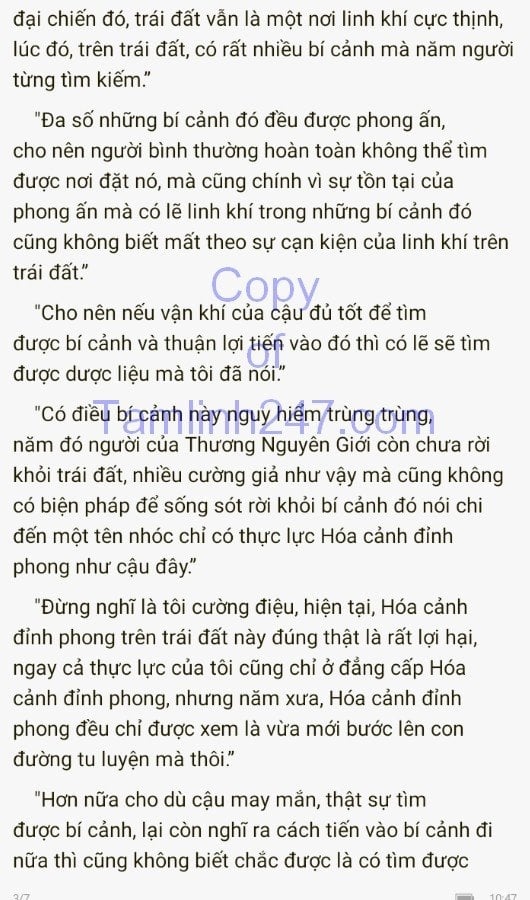 đại chiến đó, trái đất vẫn là một nơi linh khí cực thịnh,
lúc đó, trên trái đất, có rất nhiều bí cảnh mà năm người
từng tìm kiếm.”
"Đa số những bí cảnh đó đều được phong ấn,
cho nên người bình thường hoàn toàn không thể tìm
được nơi đặt nó, mà cũng chính vì sự tồn tại của
phong ấn mà có lẽ linh khí trong những bí cảnh đó
cũng không biết mất theo sự cạn kiện của linh khí trên
trái đất.”
Copy
"Cho nên nếu vận khí của cậu đủ tốt để tìm
được bí cảnh và thuận lợi tiến vào đó thì có lẽ sẽ tìm
of
được dược liệu mà tôi đã nói.”
"Có điều bí cảnh này nguy hiểm trùng trùng,
Tamlinh247.com
năm đó người của Thương Nguyên Giới còn chưa rời
khỏi trái đất, nhiều cường giả như vậy mà cũng không
có biện pháp để sống sót rời khỏi bí cảnh đó nói chi
đến một tên nhóc chỉ có thực lực Hóa cảnh đỉnh
phong như cậu đây.”
"Đừng nghĩ là tôi cường điệu, hiện tại, Hóa cảnh
đỉnh phong trên trái đất này đúng thật là rất lợi hại,
ngay cả thực lực của tôi cũng chỉ ở đẳng cấp Hóa
cảnh đỉnh phong, nhưng năm xưa, Hóa cảnh đỉnh
phong đều chỉ được xem là vừa mới bước lên con
đường tu luyện mà thôi.”
"Hơn nữa cho dù cậu may mắn, thật sự tìm
được bí cảnh, lại còn nghĩ ra cách tiến vào bí cảnh đi
nữa thì cũng không biết chắc được là có tìm được
3/7
10:47